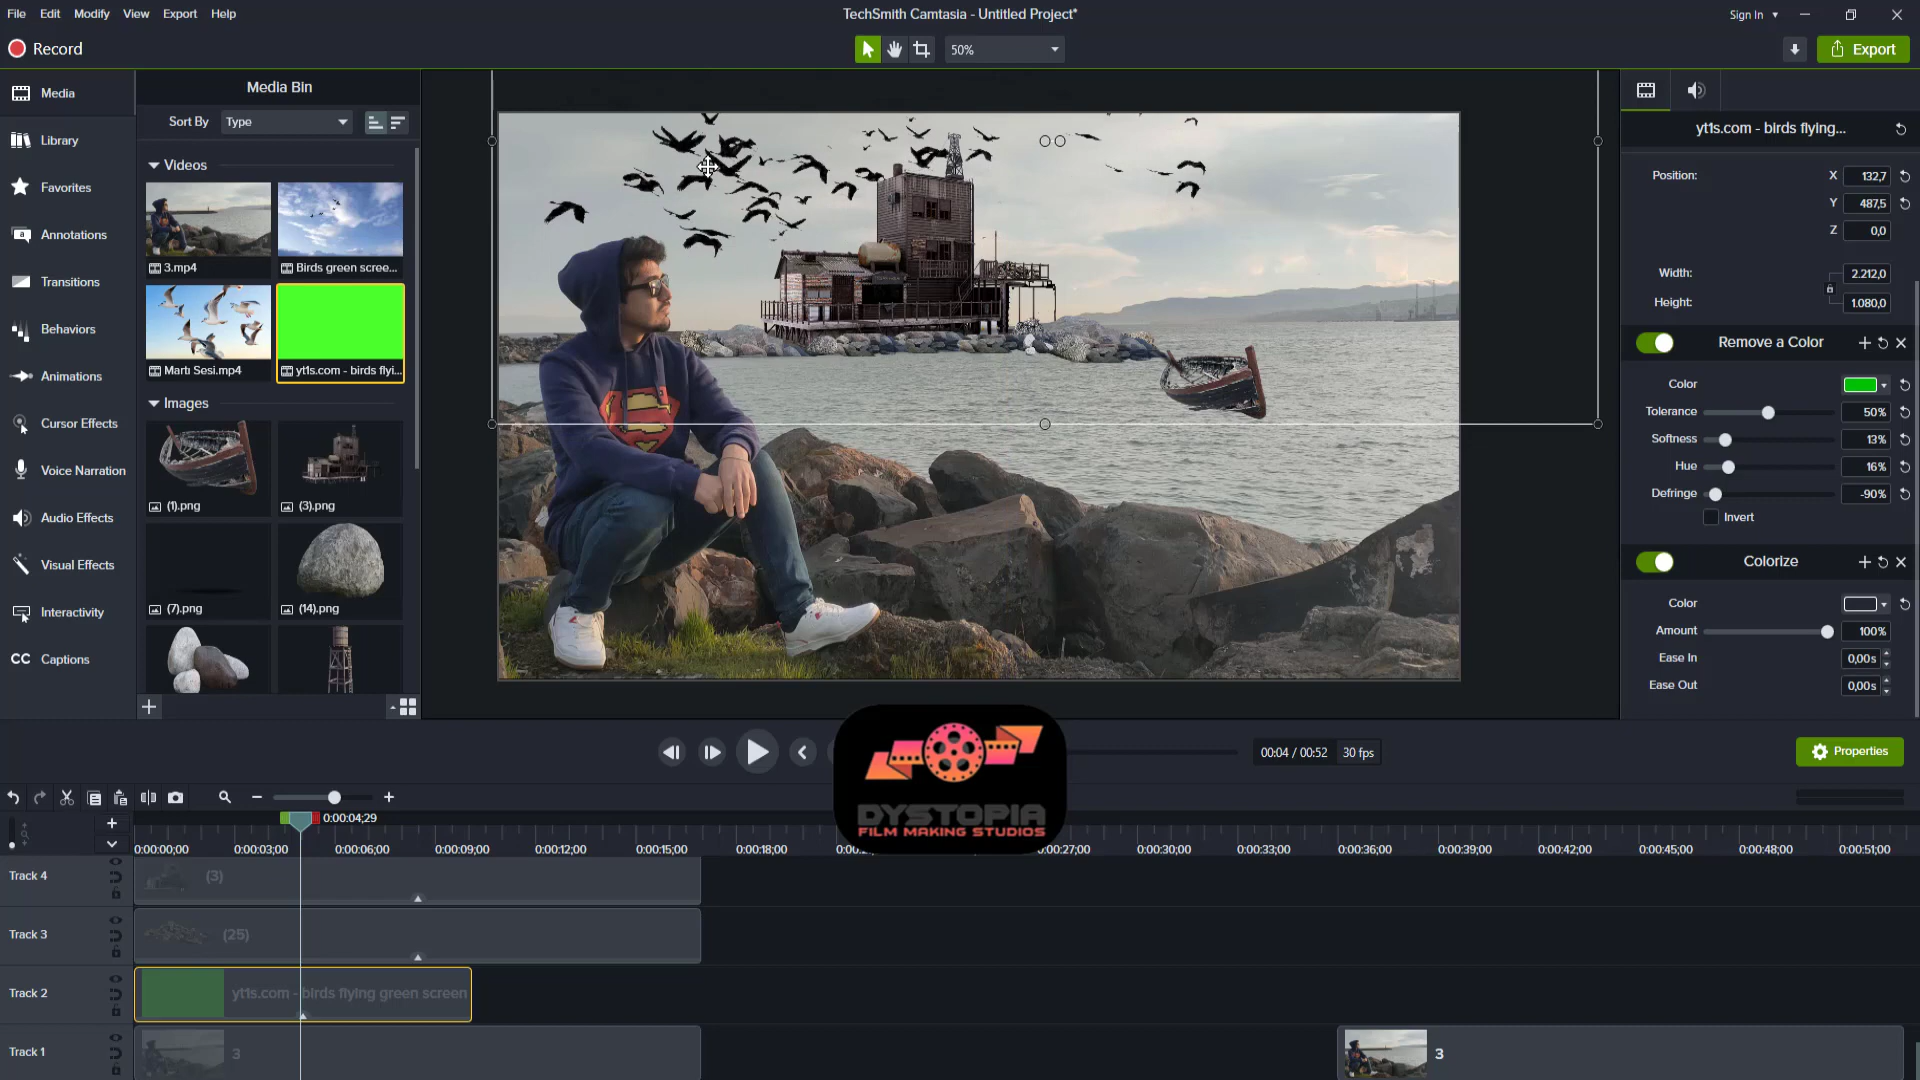 File Edit Modify View Export Help
TechSmith Camtasia - Untitled Project*
Sign In
Record
50%
Export
Media
Library
Favorites
Annotations
Transitions
Behaviors
Animations
Cursor Effects
Voice Narration
Audio Effects
Visual Effects
Interactivity
CC Captions
Media Bin
Sort By Type
Videos
3.mp4
Birds green scree...
Martı Sesi.mp4
yt1s.com - birds flyi...
Images
(1).png
(3).png
(7).png
(14).png
yt1s.com - birds flying...
Position: X 132,7
Y 487,5
Z 0,0
Width: 2.212,0
Height: 1.080,0
Remove a Color
Color
Tolerance 50%
Softness 13%
Hue 16%
Defringe -90%
Invert
Colorize
Color
Amount 100%
Ease In 0,00s
Ease Out 0,00s
00:04 / 00:52 30 fps
Properties
DYSTOPIA
FILM MAKING STUDIOS
0:00:04;29
0:00:00;00 0:00:03;00 0:00:06;00 0:00:09;00 0:00:12;00 0:00:15;00 0:00:18;00 0:00:27;00 0:00:30;00 0:00:33;00 0:00:36;00 0:00:39;00 0:00:42;00 0:00:45;00 0:00:48;00 0:00:51;00
Track 4 (3)
Track 3 (25)
Track 2 yt1s.com - birds flying green screen
Track 1 3 3